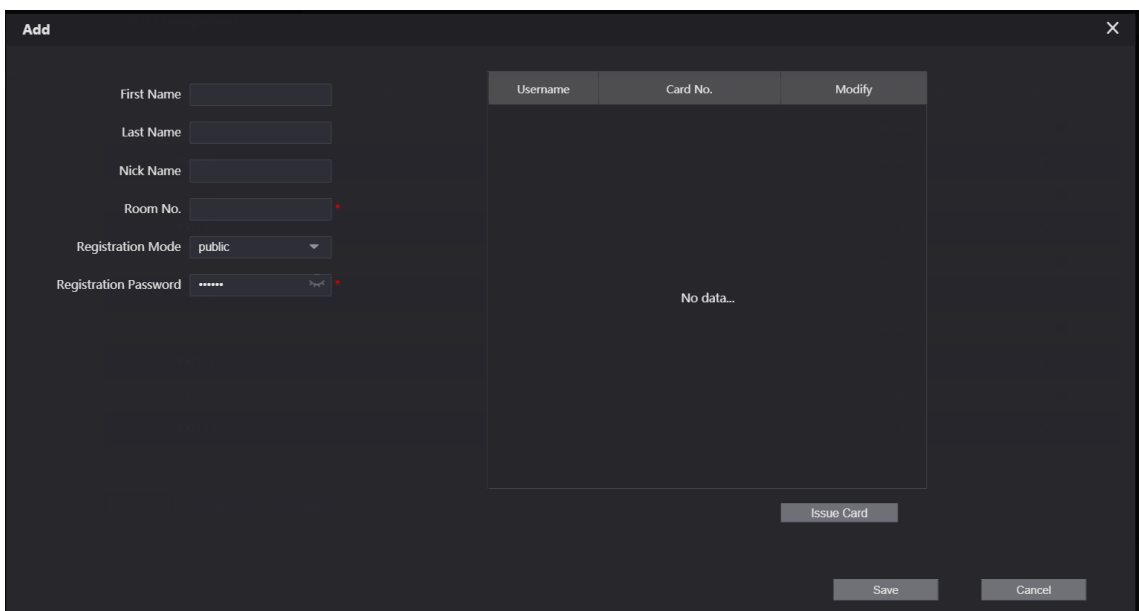 Add
First Name
Last Name
Nick Name
Room No. *
Registration Mode public
Registration Password •••••• *
Username Card No. Modify
No data...
Issue Card
Save Cancel